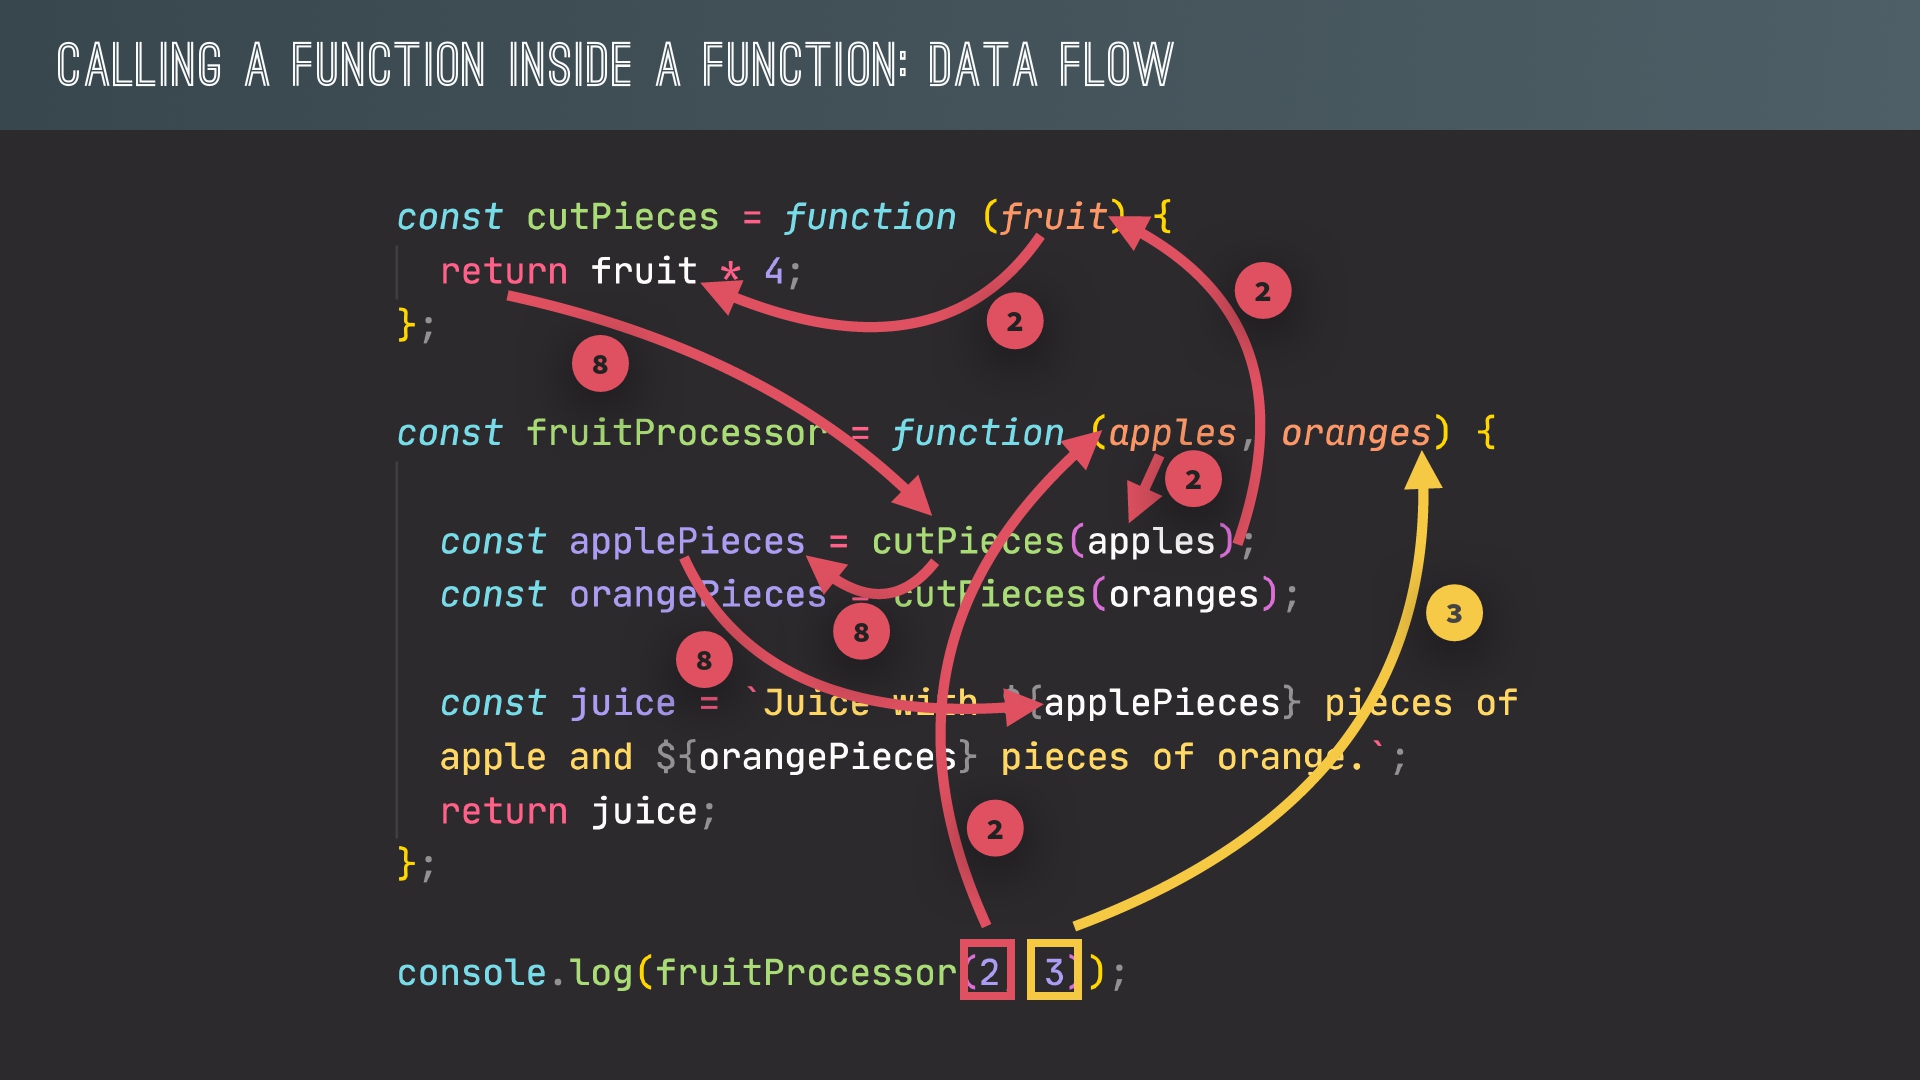 CALLING A FUNCTION INSIDE A FUNCTION: DATA FLOW
const cutPieces = function (fruit) {
return fruit * 4;
2
2
};
8
const fruitProcessor = function (apples, oranges) {
2
const applePieces = cutPieces(apples);
const orangePieces = cutPieces(oranges);
3
8
8
const juice = `Juice with ${applePieces} pieces of
apple and ${orangePieces} pieces of orange.`;
return juice;
2
};
console.log(fruitProcessor(2 3));